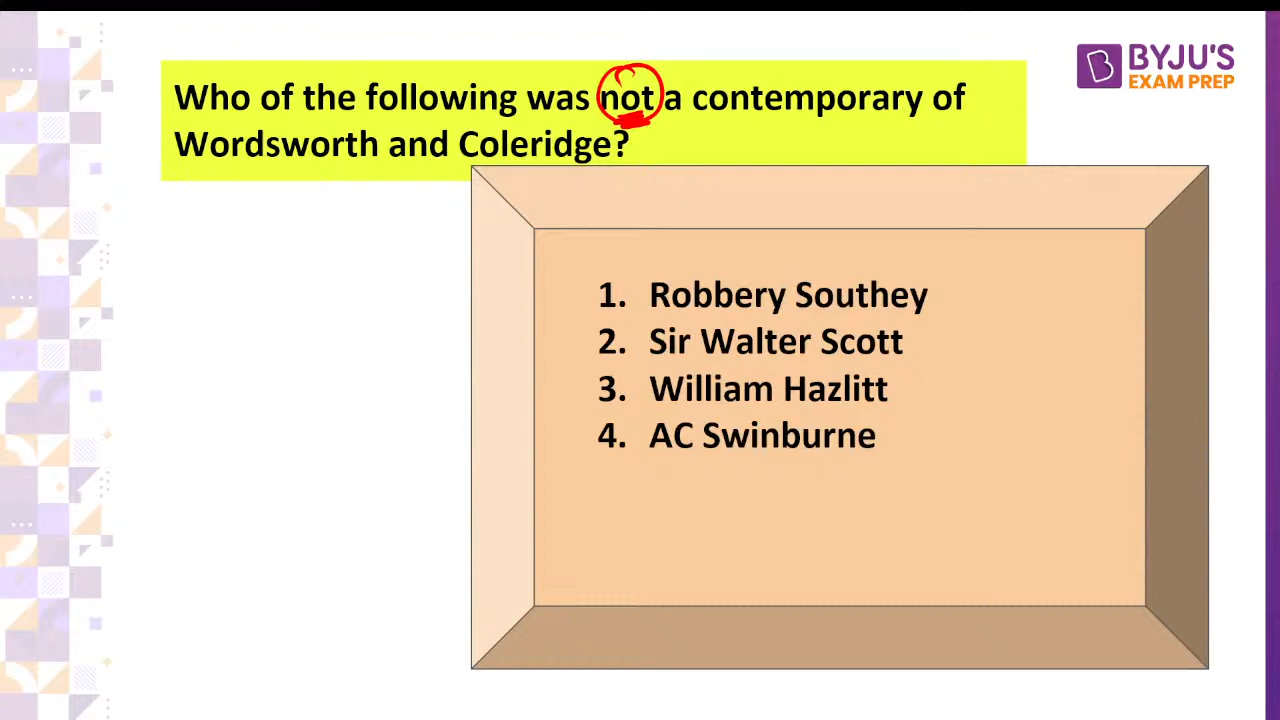 BYJU'S
EXAM PREP
Who of the following was not a contemporary of
Wordsworth and Coleridge?
1. Robbery Southey
2. Sir Walter Scott
3. William Hazlitt
4. AC Swinburne